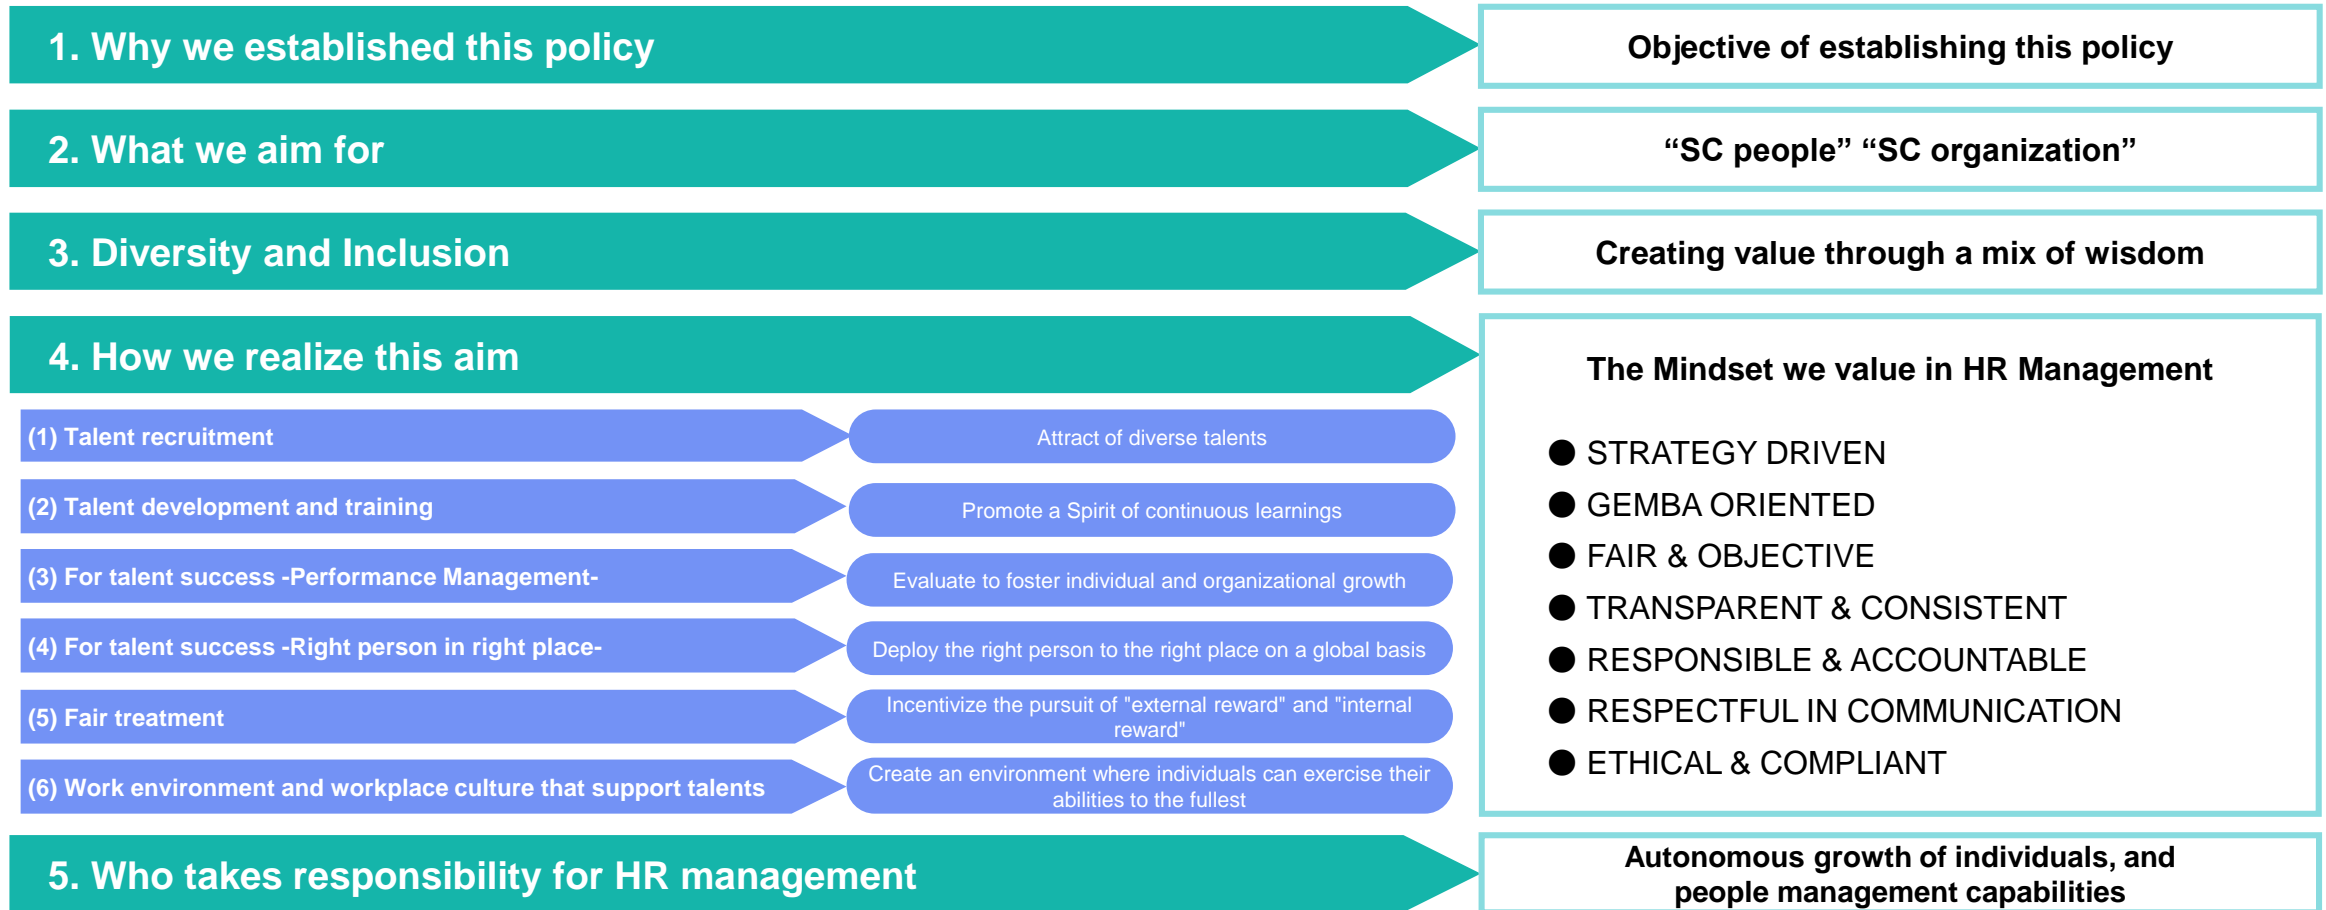 1. Why we established this policy
Objective of establishing this policy
2. What we aim for
“SC people” “SC organization”
3. Diversity and Inclusion
Creating value through a mix of wisdom
4. How we realize this aim
(1) Talent recruitment
Attract of diverse talents
(2) Talent development and training
Promote a Spirit of continuous learnings
(3) For talent success -Performance Management-
Evaluate to foster individual and organizational growth
(4) For talent success -Right person in right place-
Deploy the right person to the right place on a global basis
(5) Fair treatment
Incentivize the pursuit of "external reward" and "internal
reward"
(6) Work environment and workplace culture that support talents
Create an environment where individuals can exercise their
abilities to the fullest
The Mindset we value in HR Management
● STRATEGY DRIVEN
● GEMBA ORIENTED
● FAIR & OBJECTIVE
● TRANSPARENT & CONSISTENT
● RESPONSIBLE & ACCOUNTABLE
● RESPECTFUL IN COMMUNICATION
● ETHICAL & COMPLIANT
5. Who takes responsibility for HR management
Autonomous growth of individuals, and
people management capabilities